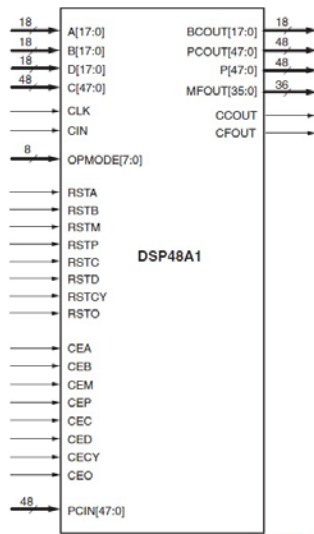 18 A[17:0] BCOUT[17:0] 18
18 B[17:0] PCOUT[47:0] 48
18 D[17:0] P[47:0] 48
48 C[47:0] MFOUT[35:0] 36
CLK CCOUT
CIN CFOUT
8 OPMODE[7:0]
RSTA
RSTB
RSTM
RSTP
RSTC
RSTD
RSTCY
RSTO
DSP48A1
CEA
CEB
CEM
CEP
CEC
CED
CECY
CEO
48 PCIN[47:0]